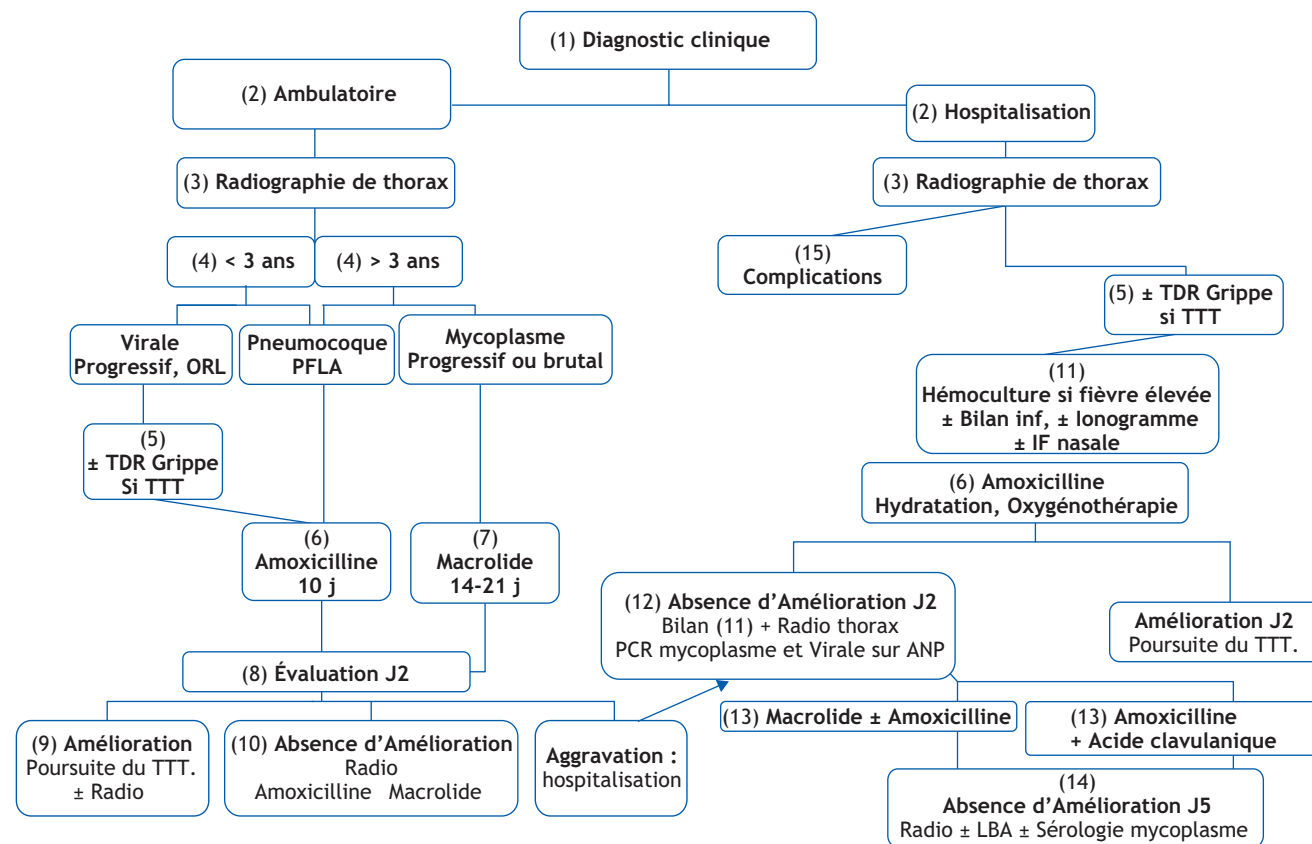 (1) Diagnostic clinique
(2) Ambulatoire
(2) Hospitalisation
(3) Radiographie de thorax
(3) Radiographie de thorax
(4) < 3 ans
(4) > 3 ans
(15)
Complications
(5) ± TDR Grippe
si TTT
Virale
Progressif, ORL
Pneumocoque
PFLA
Mycoplasme
Progressif ou brutal
(11)
Hémoculture si fièvre élevée
± Bilan inf, ± Ionogramme
± IF nasale
(5)
± TDR Grippe
Si TTT
(6) Amoxicilline
Hydratation, Oxygénothérapie
(6)
Amoxicilline
10 j
(7)
Macrolide
14-21 j
(12) Absence d’Amélioration J2
Bilan (11) + Radio thorax
PCR mycoplasme et Virale sur ANP
Amélioration J2
Poursuite du TTT.
(8) Évaluation J2
(9) Amélioration
Poursuite du TTT.
± Radio
(10) Absence d’Amélioration
Radio
Amoxicilline Macrolide
Aggravation :
hospitalisation
(13) Macrolide ± Amoxicilline
(13) Amoxicilline
+ Acide clavulanique
(14)
Absence d’Amélioration J5
Radio ± LBA ± Sérologie mycoplasme